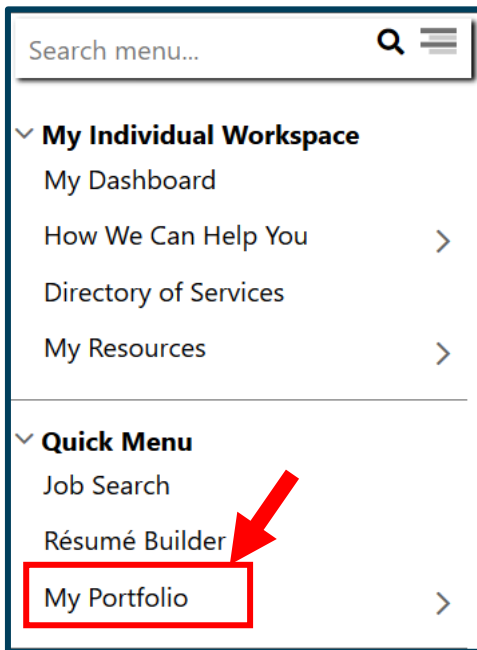 Search menu...
My Individual Workspace
My Dashboard
How We Can Help You
Directory of Services
My Resources
Quick Menu
Job Search
Résumé Builder
My Portfolio